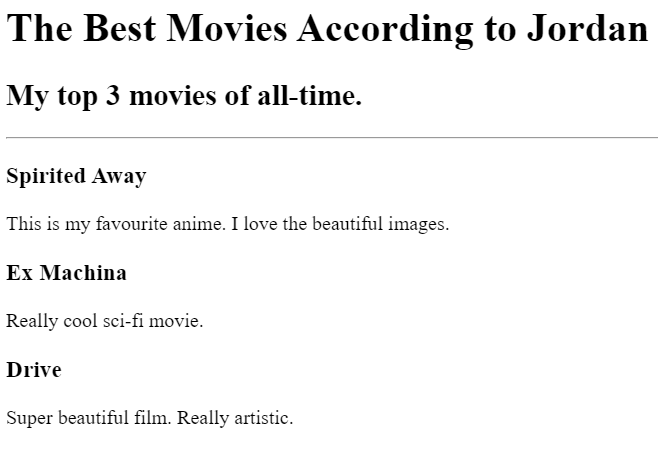 The Best Movies According to Jordan
My top 3 movies of all-time.
Spirited Away
This is my favourite anime. I love the beautiful images.
Ex Machina
Really cool sci-fi movie.
Drive
Super beautiful film. Really artistic.